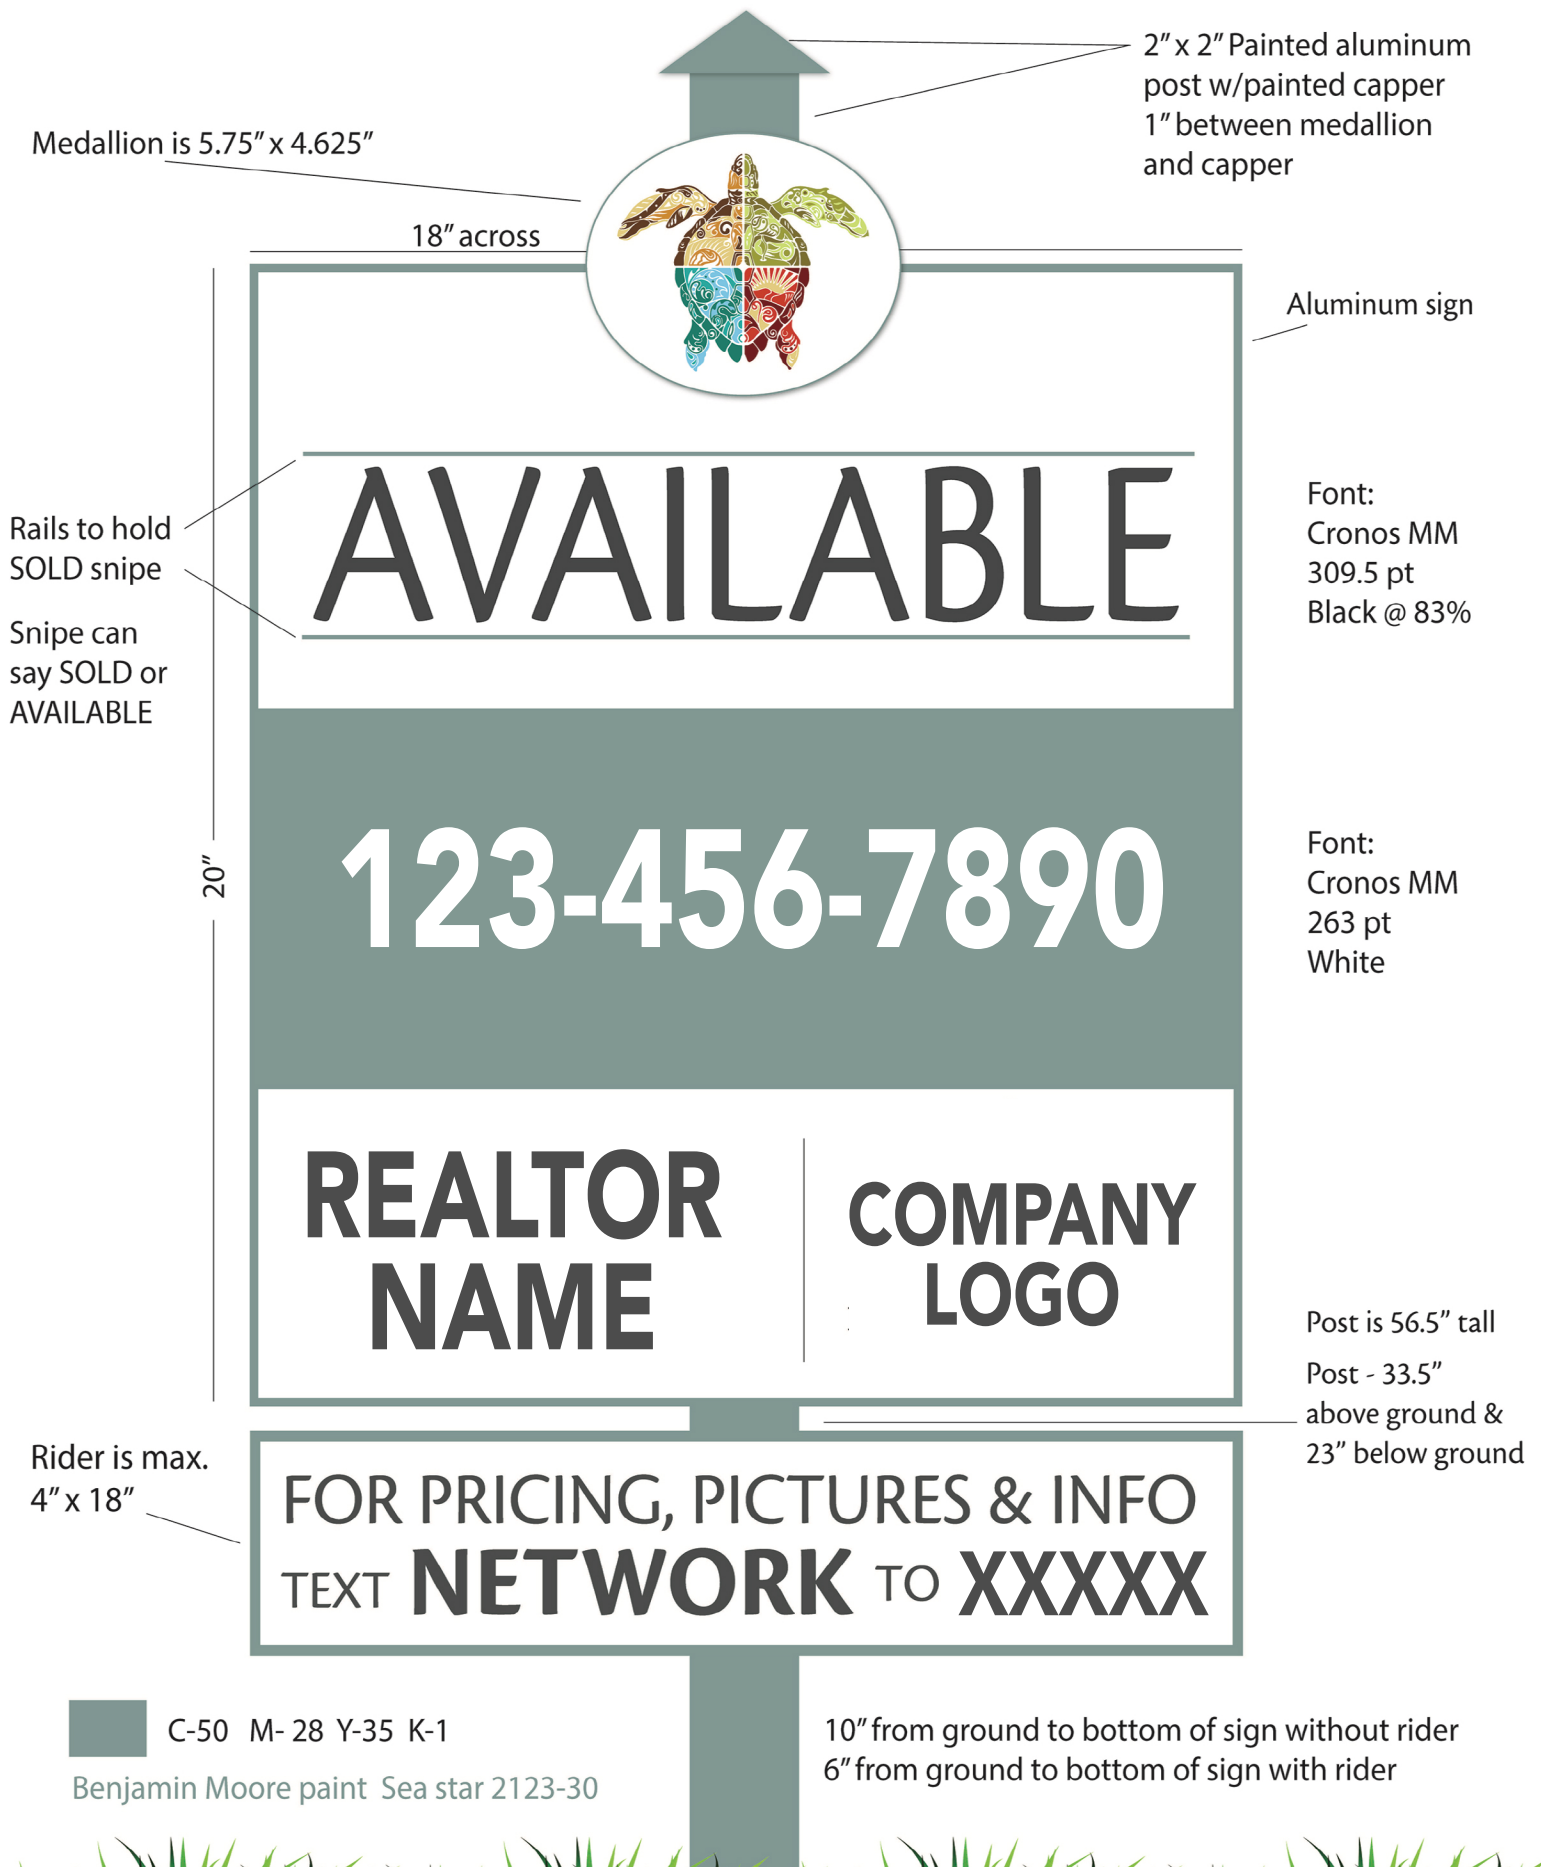 2” x 2” Painted aluminum
post w/painted capper
1” between medallion
and capper
Medallion is 5.75” x 4.625”
18” across
Aluminum sign
Rails to hold
SOLD snipe
Snipe can
say SOLD or
AVAILABLE
AVAILABLE
Font:
Cronos MM
309.5 pt
Black @ 83%
20”
123-456-7890
Font:
Cronos MM
263 pt
White
REALTOR
NAME
COMPANY
LOGO
Post is 56.5” tall
Post - 33.5”
above ground &
23” below ground
Rider is max.
4” x 18”
FOR PRICING, PICTURES & INFO
TEXT NETWORK TO XXXXX
C-50 M- 28 Y-35 K-1
Benjamin Moore paint Sea star 2123-30
10” from ground to bottom of sign without rider
6” from ground to bottom of sign with rider